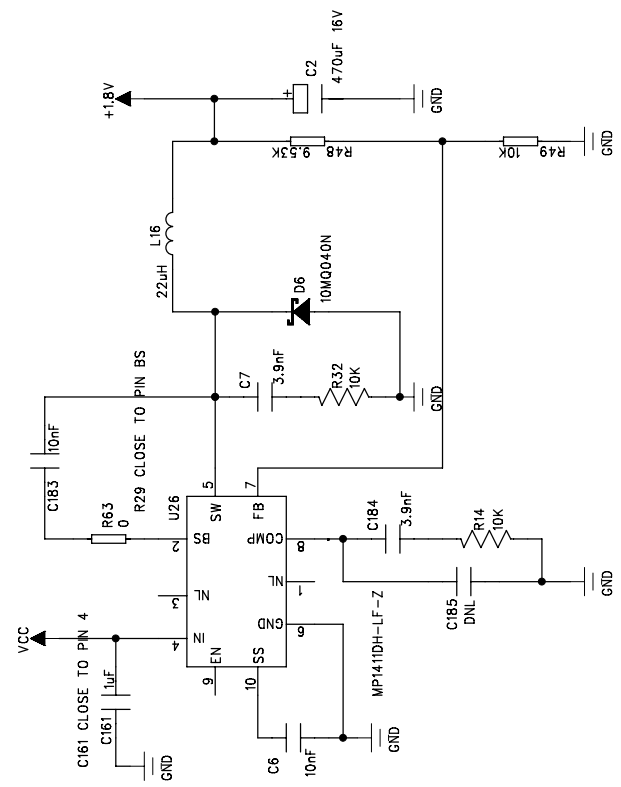 +1.8V
C2
470uF 16V
+
GND
R48
9.53K
R49
10K
GND
L16
22uH
D6
10MQ040N
C7
3.9nF
R32
10K
GND
R29 CLOSE TO PIN BS
10nF
C183
R63
0
U26
5
SW
7
FB
2
BS
COMP
8
3
NL
NL
1
4
IN
GND
6
EN
9
SS
10
MP1411DH-LF-Z
C184
3.9nF
R14
10K
C185
DNL
GND
VCC
C161 CLOSE TO PIN 4
1uF
C161
GND
C6
10nF
GND